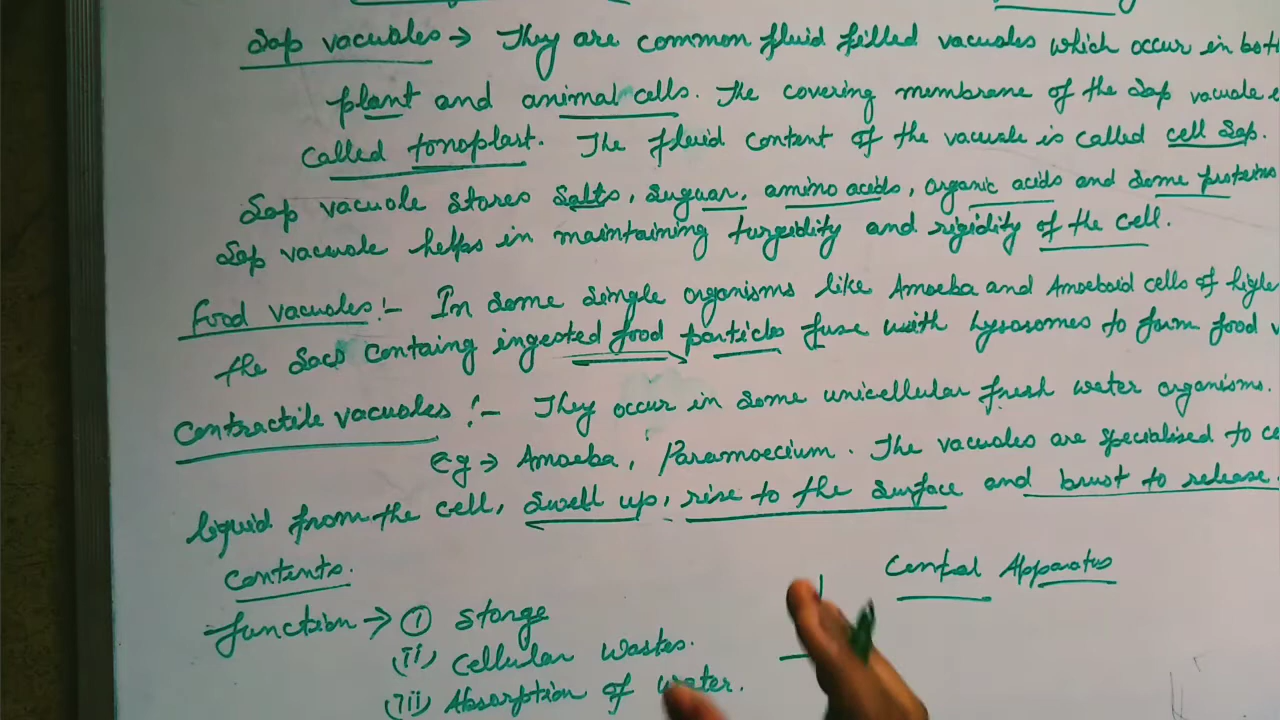 Sap vacuoles → They are common fluid filled vacuoles which occur in both
plant and animal cells. The covering membrane of the Sap vacuole
called tonoplast. The fluid content of the vacuole is called cell Sap.
Sap vacuole stores Salts, suguar, amino acids, organic acids and some proteins
Sap vacuole helps in maintaining turgidity and rigidity of the cell.
Food vacuoles :- In some single organisms like Amoeba and Amoeboid cells of
the sacs containg ingested food particles fuse with lysosomes to form food
Contractile vacuoles :- They occur in some unicellular fresh water organisms.
eg → Amoeba, Paramoecium. The vacuoles are specialised to
liquid from the cell, swell up, rise to the surface and brust to release
Contents.
function → (i) storge
(ii) Cellular wastes.
(iii) Absorption of water.
Apparatus